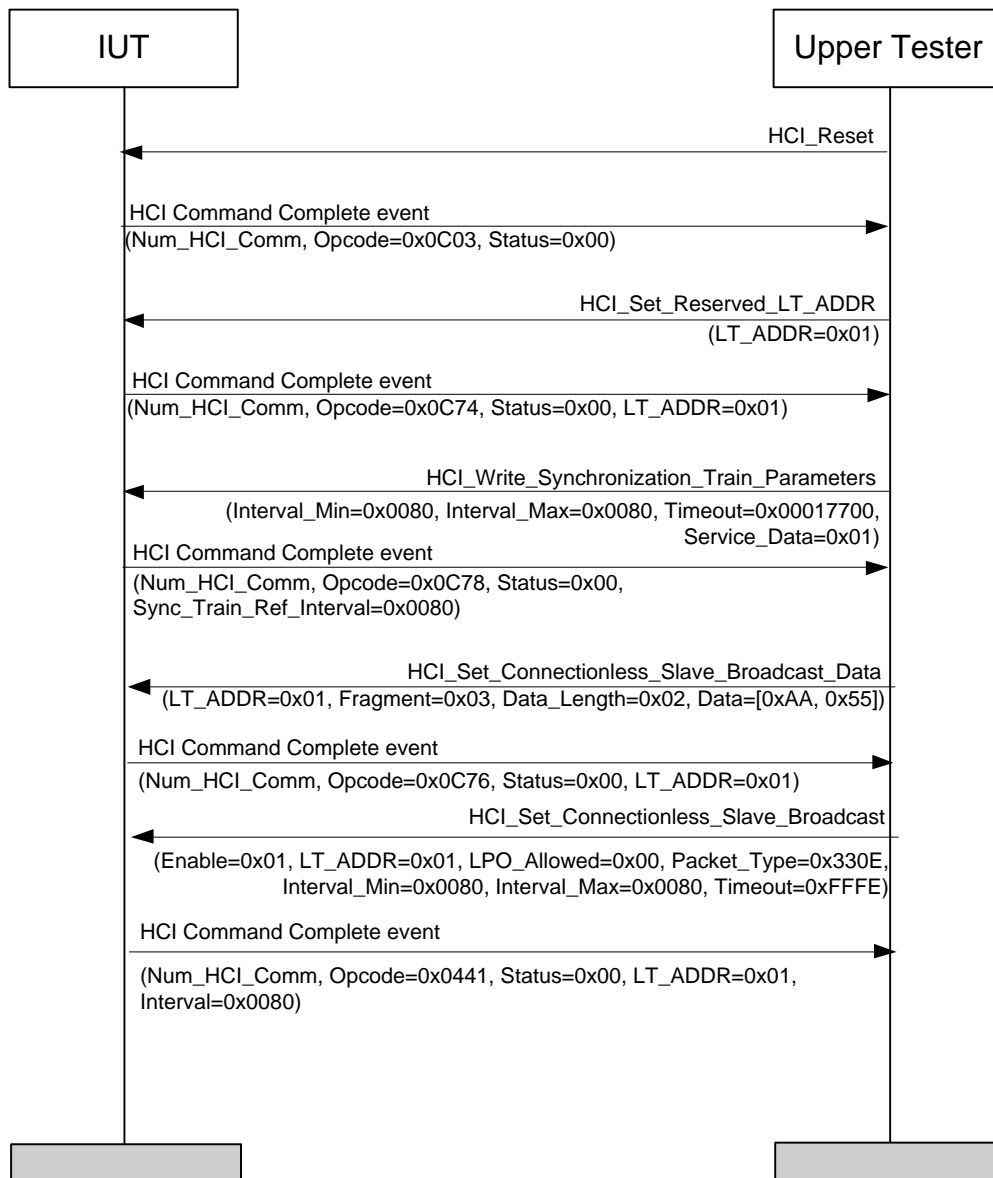 IUT
Upper Tester
HCI_Reset
HCI Command Complete event
(Num_HCI_Comm, Opcode=0x0C03, Status=0x00)
HCI_Set_Reserved_LT_ADDR
(LT_ADDR=0x01)
HCI Command Complete event
(Num_HCI_Comm, Opcode=0x0C74, Status=0x00, LT_ADDR=0x01)
HCI_Write_Synchronization_Train_Parameters
(Interval_Min=0x0080, Interval_Max=0x0080, Timeout=0x00017700,
Service_Data=0x01)
HCI Command Complete event
(Num_HCI_Comm, Opcode=0x0C78, Status=0x00,
Sync_Train_Ref_Interval=0x0080)
HCI_Set_Connectionless_Slave_Broadcast_Data
(LT_ADDR=0x01, Fragment=0x03, Data_Length=0x02, Data=[0xAA, 0x55])
HCI Command Complete event
(Num_HCI_Comm, Opcode=0x0C76, Status=0x00, LT_ADDR=0x01)
HCI_Set_Connectionless_Slave_Broadcast
(Enable=0x01, LT_ADDR=0x01, LPO_Allowed=0x00, Packet_Type=0x330E,
Interval_Min=0x0080, Interval_Max=0x0080, Timeout=0xFFFE)
HCI Command Complete event
(Num_HCI_Comm, Opcode=0x0441, Status=0x00, LT_ADDR=0x01,
Interval=0x0080)